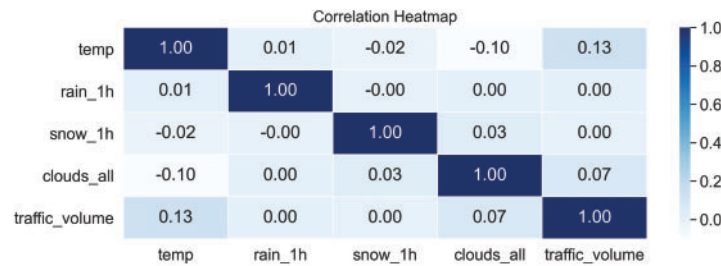 Correlation Heatmap
temp 1.00 0.01 -0.02 -0.10 0.13
rain_1h 0.01 1.00 -0.00 0.00 0.00
snow_1h -0.02 -0.00 1.00 0.03 0.00
clouds_all -0.10 0.00 0.03 1.00 0.07
traffic_volume 0.13 0.00 0.00 0.07 1.00
temp rain_1h snow_1h clouds_all traffic_volume
1.0
0.8
0.6
0.4
0.2
0.0